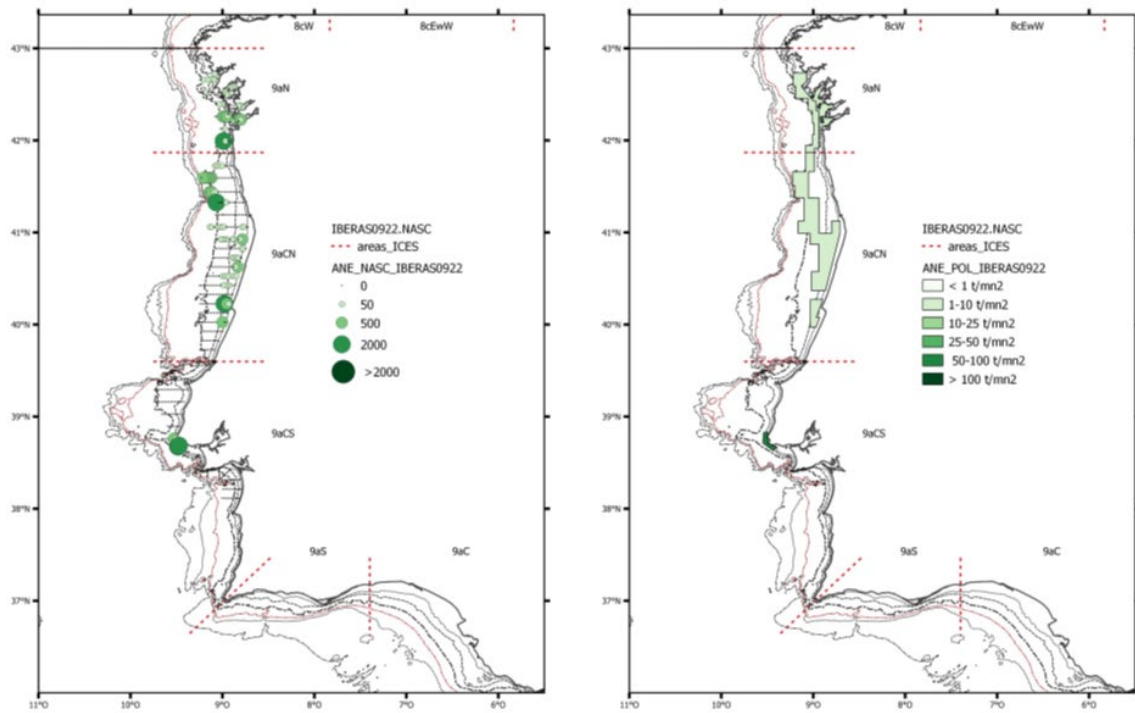 8cW
8cEwW
43°N
9aN
42°N
41°N
IBERAS0922.NASC
areas_ICES
9aCN
ANE_NASC_IBERAS0922
0
50
40°N
500
2000
>2000
39°N
9aCS
38°N
9aS
9aC
37°N
11°O
10°O
9°O
8°O
7°O
6°O
8cW
8cEwW
43°N
9aN
42°N
41°N
IBERAS0922.NASC
areas_ICES
9aCN
ANE_POL_IBERAS0922
< 1 t/mn2
1-10 t/mn2
40°N
10-25 t/mn2
25-50 t/mn2
50-100 t/mn2
> 100 t/mn2
39°N
9aCS
38°N
9aS
9aC
37°N
11°O
10°O
9°O
8°O
7°O
6°O